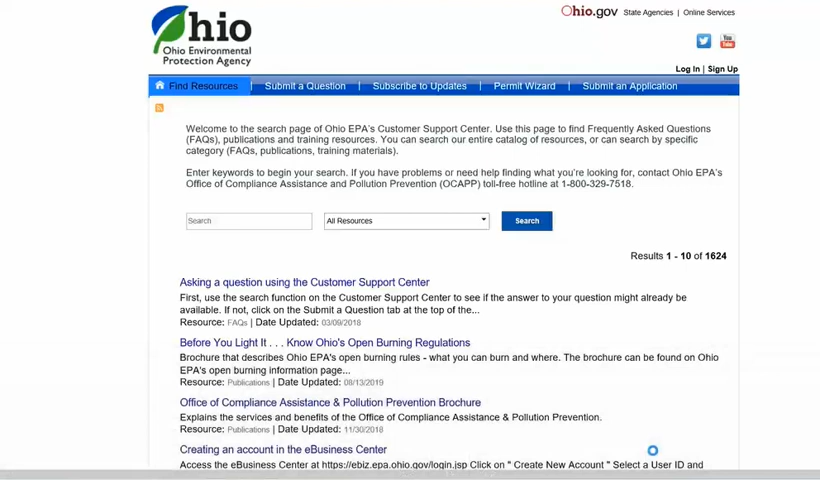 Ohio
Ohio Environmental
Protection Agency
Ohio.gov State Agencies | Online Services
You
Tube
Log In | Sign Up
Find Resources | Submit a Question | Subscribe to Updates | Permit Wizard | Submit an Application
Welcome to the search page of Ohio EPA's Customer Support Center. Use this page to find Frequently Asked Questions
(FAQs), publications and training resources. You can search our entire catalog of resources, or can search by specific
category (FAQs, publications, training materials).
Enter keywords to begin your search. If you have problems or need help finding what you're looking for, contact Ohio EPA's
Office of Compliance Assistance and Pollution Prevention (OCAPP) toll-free hotline at 1-800-329-7518.
Search All Resources Search
Results 1 - 10 of 1624
Asking a question using the Customer Support Center
First, use the search function on the Customer Support Center to see if the answer to your question might already be
available. If not, click on the Submit a Question tab at the top of the...
Resource: FAQs | Date Updated: 03/09/2018
Before You Light It . . . Know Ohio's Open Burning Regulations
Brochure that describes Ohio EPA's open burning rules - what you can burn and where. The brochure can be found on Ohio
EPA's open burning information page...
Resource: Publications | Date Updated: 08/13/2019
Office of Compliance Assistance & Pollution Prevention Brochure
Explains the services and benefits of the Office of Compliance Assistance & Pollution Prevention.
Resource: Publications | Date Updated: 11/30/2018
Creating an account in the eBusiness Center
Access the eBusiness Center at https://ebiz.epa.ohio.gov/login.jsp Click on " Create New Account " Select a User ID and